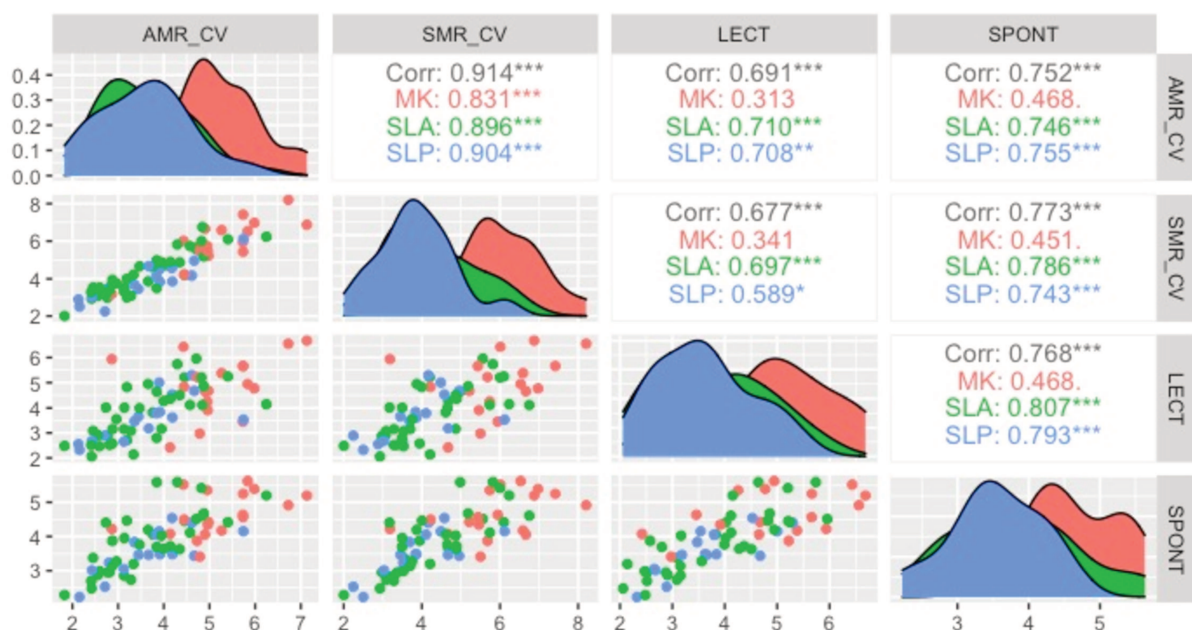 AMR_CV SMR_CV LECT SPONT
0.4
0.3
0.2
0.1
0.0
Corr: 0.914***
MK: 0.831***
SLA: 0.896***
SLP: 0.904***
Corr: 0.691***
MK: 0.313
SLA: 0.710***
SLP: 0.708**
Corr: 0.752***
MK: 0.468.
SLA: 0.746***
SLP: 0.755***
AMR_CV
8
6
4
2
Corr: 0.677***
MK: 0.341
SLA: 0.697***
SLP: 0.589*
Corr: 0.773***
MK: 0.451.
SLA: 0.786***
SLP: 0.743***
SMR_CV
6
5
4
3
2
Corr: 0.768***
MK: 0.468.
SLA: 0.807***
SLP: 0.793***
LECT
5
4
3
SPONT
2 3 4 5 6 7 2 4 6 8 2 3 4 5 6 3 4 5